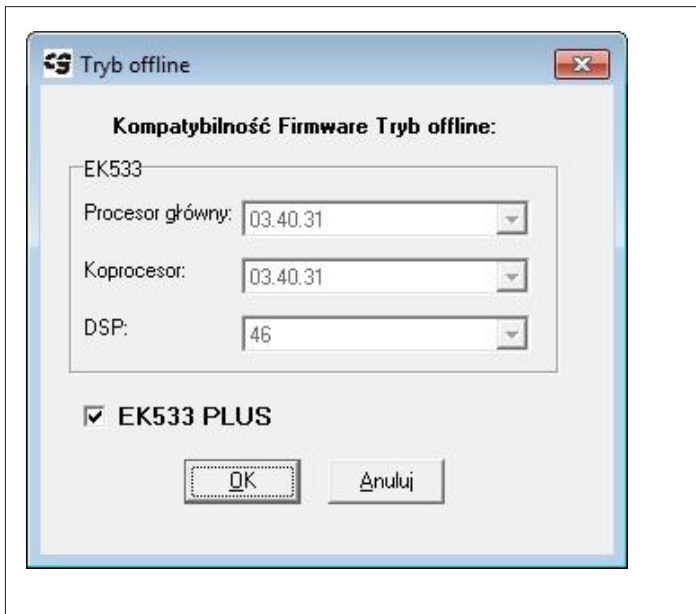 Tryb offline
Kompatybilność Firmware Tryb offline:
EK533
Procesor główny: 03.40.31
Koprocesor: 03.40.31
DSP: 46
EK533 PLUS
OK Anuluj